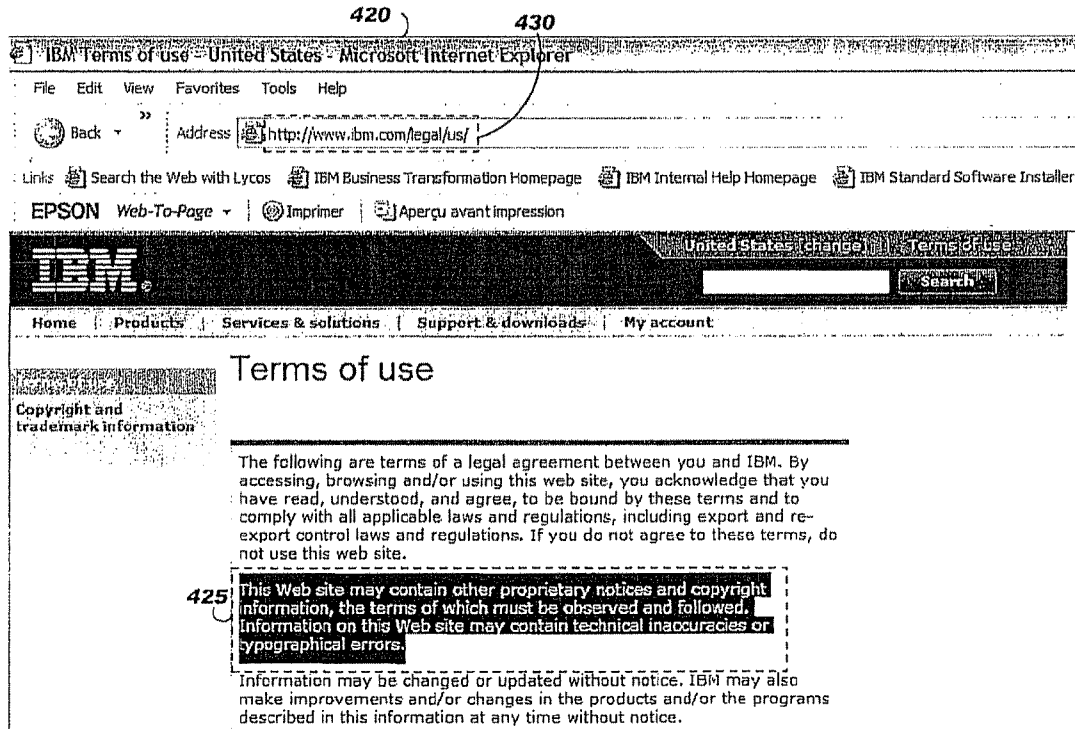 420 430
IBM Terms of use - United States - Microsoft Internet Explorer
File Edit View Favorites Tools Help
Back » Address http://www.ibm.com/legal/us/
Links Search the Web with Lycos IBM Business Transformation Homepage IBM Internal Help Homepage IBM Standard Software Installer
EPSON Web-To-Page Imprimer Aperçu avant impression
United States [change] | Terms of use
IBM®
Search
Home | Products | Services & solutions | Support & downloads | My account
Terms of use
Terms of use
Copyright and
trademark information
The following are terms of a legal agreement between you and IBM. By
accessing, browsing and/or using this web site, you acknowledge that you
have read, understood, and agree, to be bound by these terms and to
comply with all applicable laws and regulations, including export and re-
export control laws and regulations. If you do not agree to these terms, do
not use this web site.
425
This Web site may contain other proprietary notices and copyright
information, the terms of which must be observed and followed.
Information on this Web site may contain technical inaccuracies or
typographical errors.
Information may be changed or updated without notice. IBM may also
make improvements and/or changes in the products and/or the programs
described in this information at any time without notice.